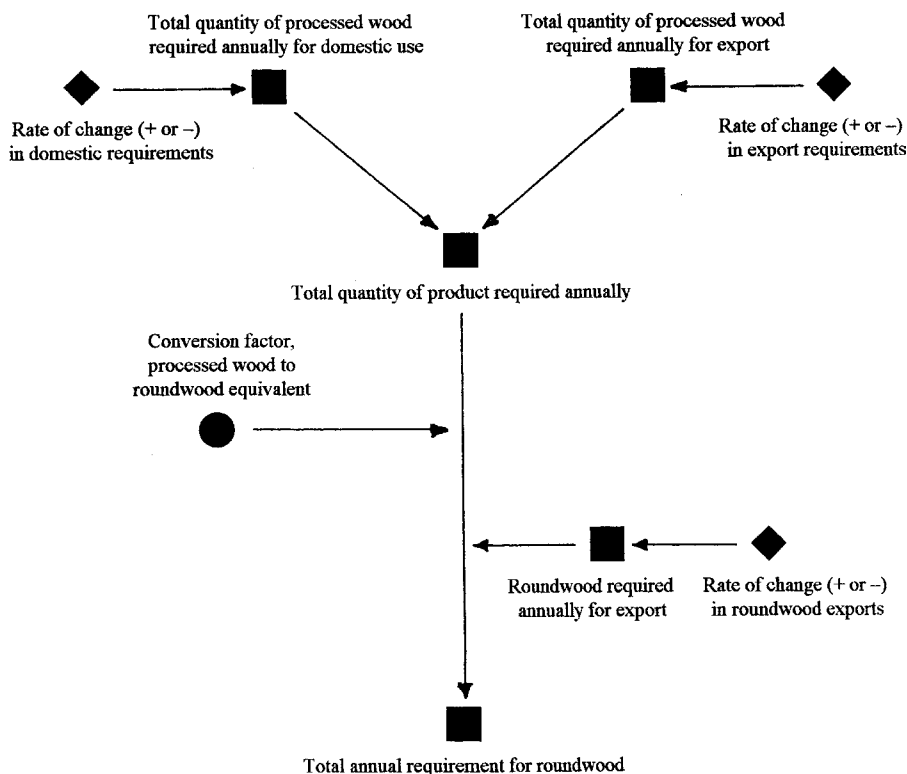 Total quantity of processed wood
required annually for domestic use
Total quantity of processed wood
required annually for export
Rate of change (+ or –)
in domestic requirements
Rate of change (+ or –)
in export requirements
Total quantity of product required annually
Conversion factor,
processed wood to
roundwood equivalent
Roundwood required
annually for export
Rate of change (+ or –)
in roundwood exports
Total annual requirement for roundwood